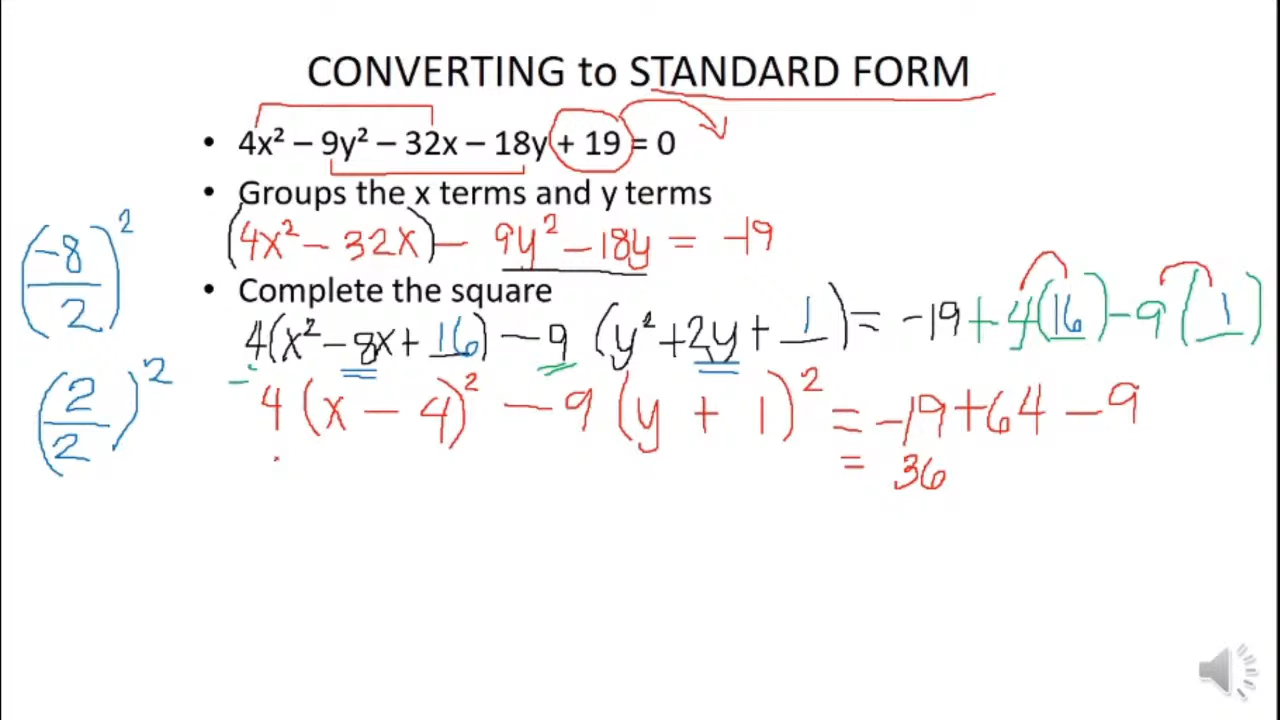 CONVERTING to STANDARD FORM
• 4x² – 9y² – 32x – 18y + 19 = 0
• Groups the x terms and y terms
(4x² – 32x) – 9y² – 18y = –19
• Complete the square
4(x² – 8x + 16) – 9 (y² + 2y + 1) = –19 + 4(16) – 9(1)
4(x – 4)² – 9(y + 1)² = –19 + 64 – 9
= 36
(–8/2)²
(2/2)²